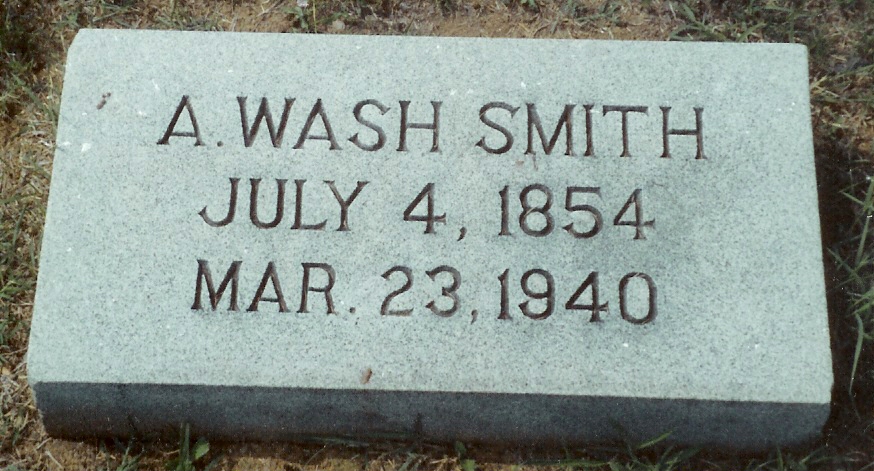 A. WASH SMITH
JULY 4, 1854
MAR. 23, 1940